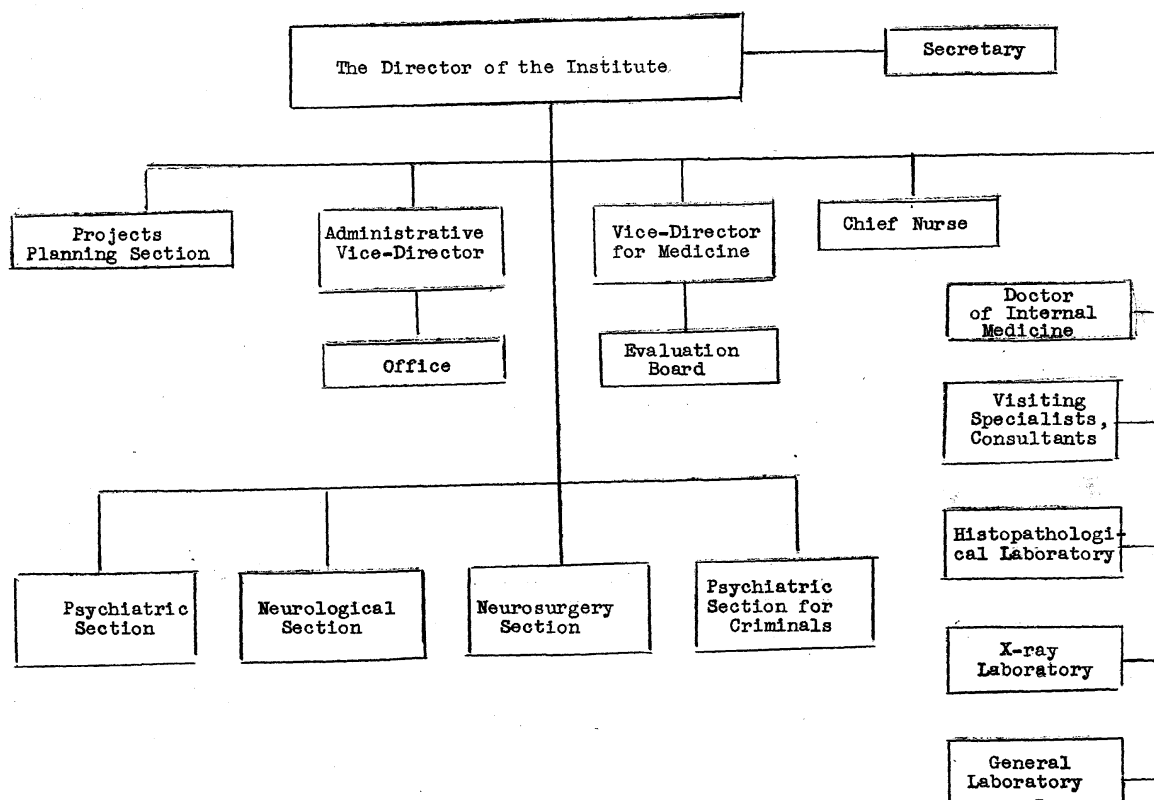 The Director of the Institute
Secretary
Projects
Planning Section
Administrative
Vice-Director
Vice-Director
for Medicine
Chief Nurse
Office
Evaluation
Board
Doctor
of Internal
Medicine
Visiting
Specialists,
Consultants
Histopathologi-
cal Laboratory
X-ray
Laboratory
General
Laboratory
Psychiatric
Section
Neurological
Section
Neurosurgery
Section
Psychiatric
Section for
Criminals